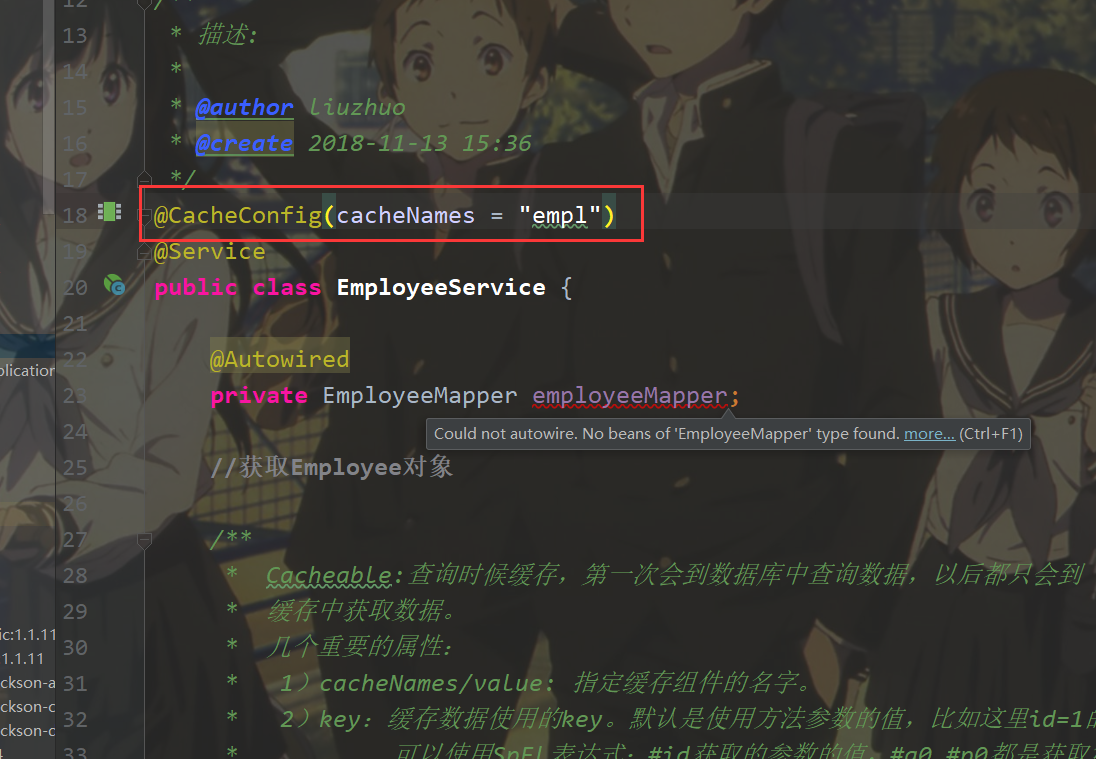 12 /**
13 * 描述:
14 *
15 * @author liuzhuo
16 * @create 2018-11-13 15:36
17 */
18 @CacheConfig(cacheNames = "empl")
19 @Service
20 public class EmployeeService {
21
22 @Autowired
plication
23 private EmployeeMapper employeeMapper;
24
Could not autowire. No beans of 'EmployeeMapper' type found. more... (Ctrl+F1)
25 //获取Employee对象
26
27 /**
28 * Cacheable:查询时候缓存，第一次会到数据库中查询数据，以后都只会到
29 * 缓存中获取数据。
ic:1.1.11
30 * 几个重要的属性:
1.1.11
31 * 1）cacheNames/value: 指定缓存组件的名字。
ckson-a
ckson-c
32 * 2）key：缓存数据使用的key。默认是使用方法参数的值，比如这里id=1的
ckson-c
33 * 可以使用SpEl表达式：#id获取的参数的值，#a0 #p0都是获取